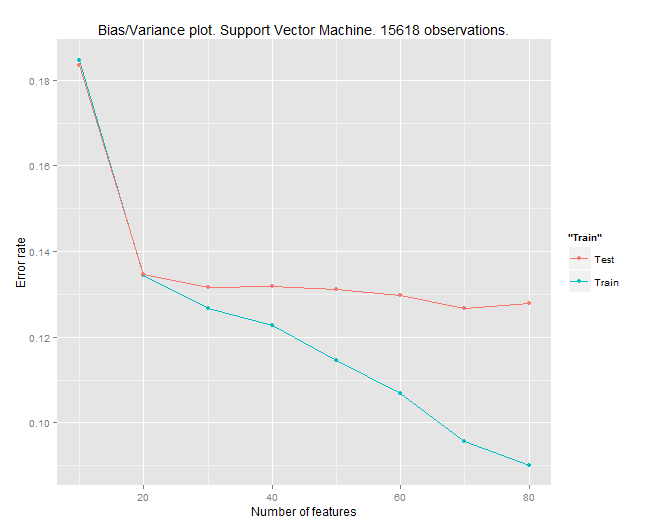 Bias/Variance plot. Support Vector Machine. 15618 observations.
0.18
0.16
0.14
0.12
0.10
Error rate
20 40 60 80
Number of features
"Train"
Test
Train